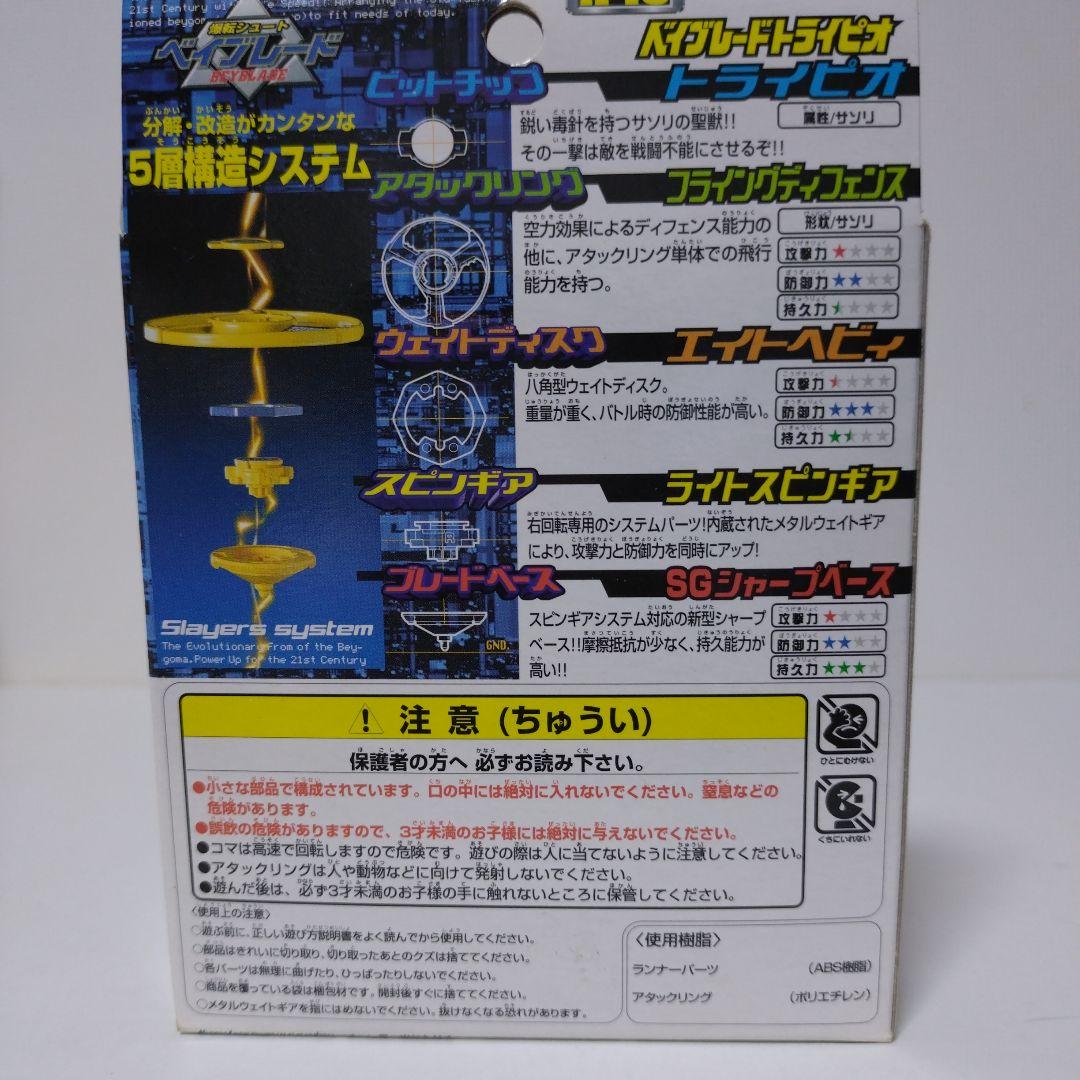 21st Century
to fit needs of today.
爆転シュート
ベイブレード
BEYBLADE
分解・改造がカンタンな
5層構造システム
Slayers system
The Evolutionary From of the Bey-
goma.Power Up for the 21st Century
ベイブレードトライピオ
ビットチップ
トライピオ
鋭い毒針を持つサソリの聖獣!!
その一撃は敵を戦闘不能にさせるぞ!!
属性/サソリ
アタックリング
フライングディフェンス
空力効果によるディフェンス能力の
他に、アタックリング単体での飛行
能力を持つ。
形状/サソリ
攻撃力 ★★★★
防御力 ★★★★
持久力 ★★★★
ウェイトディスク
エイトヘビィ
八角型ウェイトディスク。
重量が重く、バトル時の防御性能が高い。
攻撃力 ★★★★
防御力 ★★★★
持久力 ★★★★
スピンギア
ライトスピンギア
右回転専用のシステムパーツ!内蔵されたメタルウェイトギア
により、攻撃力と防御力を同時にアップ!
ブレードベース
SGシャープベース
GND.
スピンギアシステム対応の新型シャープ
ベース!!摩擦抵抗が少なく、持久能力が
高い!!
攻撃力 ★★★★
防御力 ★★★★
持久力 ★★★★
注意(ちゅうい)
保護者の方へ 必ずお読み下さい。
●小さな部品で構成されています。口の中には絶対に入れないでください。窒息などの
危険があります。
●誤飲の危険がありますので、3才未満のお子様には絶対に与えないでください。
●コマは高速で回転しますので危険です。遊びの際は人に当てないように注意してください。
●アタックリングは人や動物などに向けて発射しないでください。
●遊んだ後は、必ず3才未満のお子様の手に触れないところに保管してください。
ひとにむけない
くちにいれない
〈使用上の注意〉
○遊ぶ前に、正しい遊び方説明書をよく読んでから使用してください。
○部品はきれいに切り取り、切り取ったあとのクズは捨ててください。
○各パーツは無理に曲げたり、ひっぱったりしないでください。
○商品を覆っている袋は梱包材です。開封後すぐに捨ててください。
○メタルウェイトギアを指にはめないでください。抜けなくなる恐れがあります。
〈使用樹脂〉
ランナーパーツ (ABS樹脂)
アタックリング (ポリエチレン)